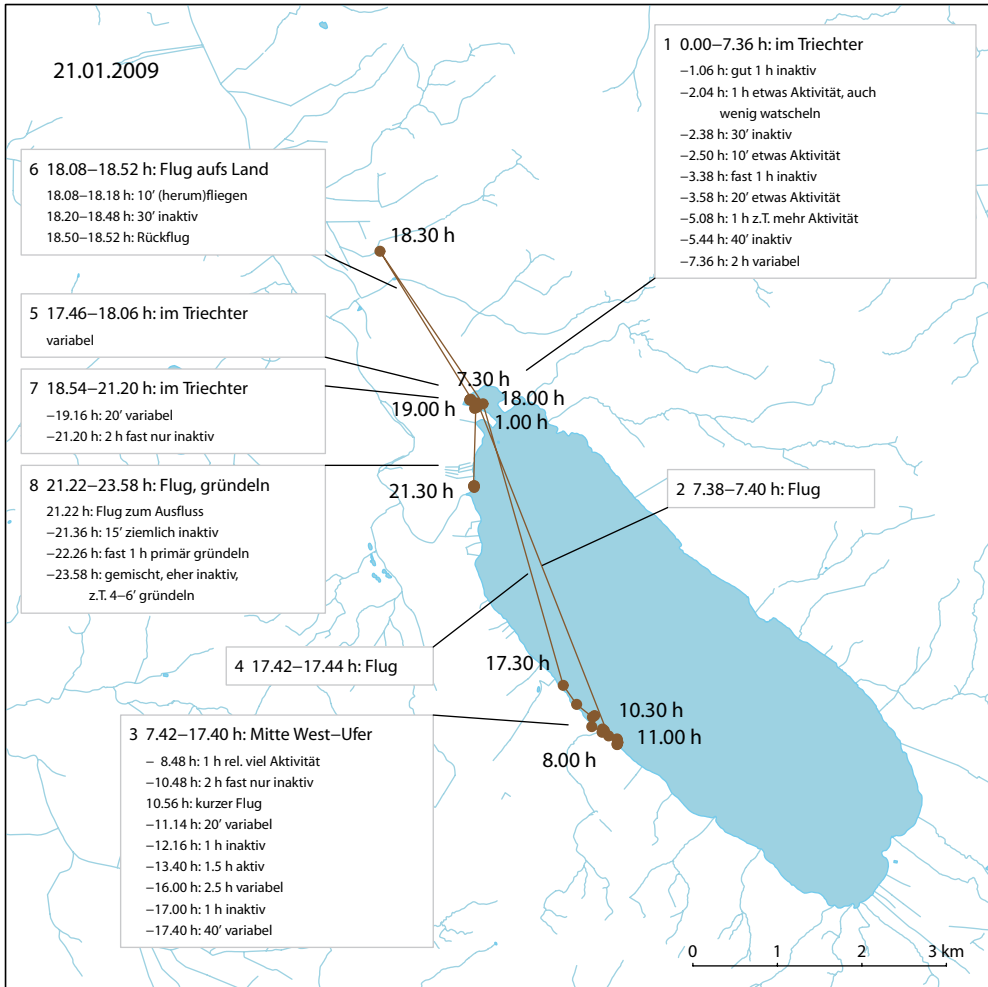 21.01.2009
1 0.00–7.36 h: im Triechter
–1.06 h: gut 1 h inaktiv
–2.04 h: 1 h etwas Aktivität, auch
wenig watscheln
–2.38 h: 30’ inaktiv
–2.50 h: 10’ etwas Aktivität
–3.38 h: fast 1 h inaktiv
–3.58 h: 20’ etwas Aktivität
–5.08 h: 1 h z.T. mehr Aktivität
–5.44 h: 40’ inaktiv
–7.36 h: 2 h variabel
6 18.08–18.52 h: Flug aufs Land
18.08–18.18 h: 10’ (herum)fliegen
18.20–18.48 h: 30’ inaktiv
18.50–18.52 h: Rückflug
18.30 h
5 17.46–18.06 h: im Triechter
variabel
7 18.54–21.20 h: im Triechter
–19.16 h: 20’ variabel
–21.20 h: 2 h fast nur inaktiv
7.30 h
18.00 h
19.00 h
1.00 h
8 21.22–23.58 h: Flug, gründeln
21.22 h: Flug zum Ausfluss
–21.36 h: 15’ ziemlich inaktiv
–22.26 h: fast 1 h primär gründeln
–23.58 h: gemischt, eher inaktiv,
z.T. 4–6’ gründeln
21.30 h
2 7.38–7.40 h: Flug
4 17.42–17.44 h: Flug
17.30 h
10.30 h
11.00 h
8.00 h
3 7.42–17.40 h: Mitte West–Ufer
– 8.48 h: 1 h rel. viel Aktivität
–10.48 h: 2 h fast nur inaktiv
10.56 h: kurzer Flug
–11.14 h: 20’ variabel
–12.16 h: 1 h inaktiv
–13.40 h: 1.5 h aktiv
–16.00 h: 2.5 h variabel
–17.00 h: 1 h inaktiv
–17.40 h: 40’ variabel
0 1 2 3 km